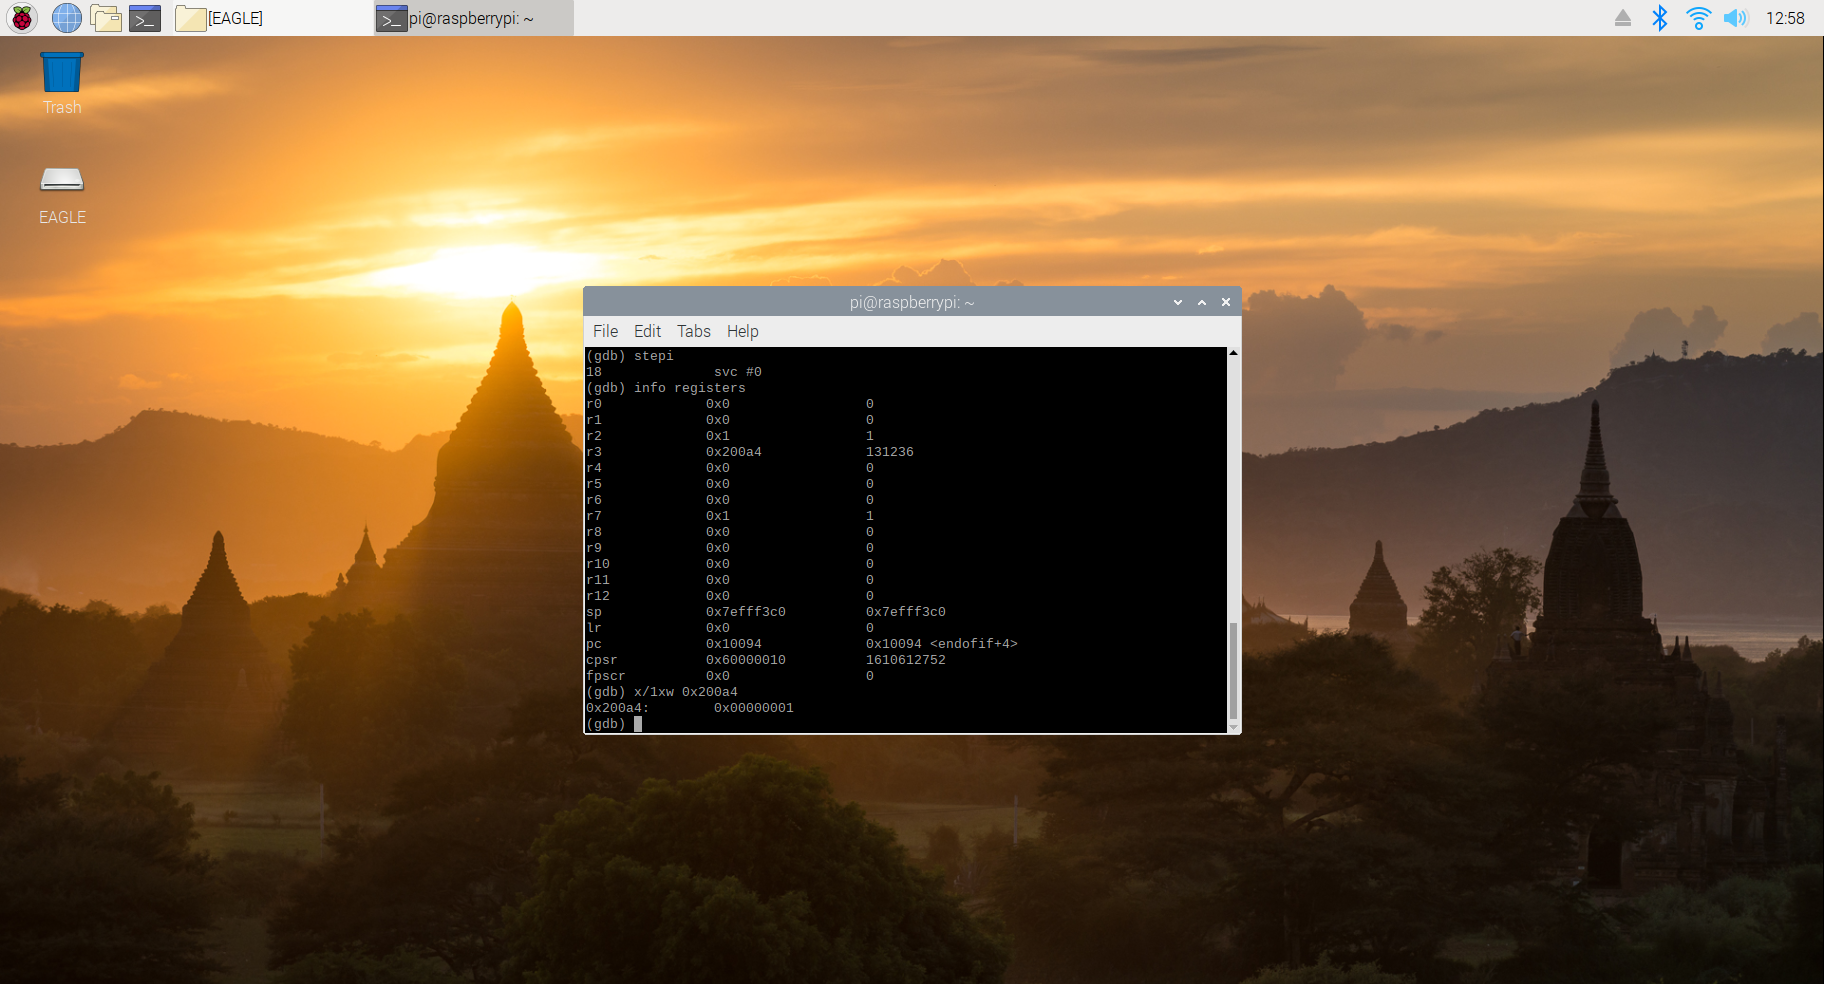 [EAGLE]
pi@raspberrypi: ~
12:58
Trash
EAGLE
pi@raspberrypi: ~
File Edit Tabs Help
(gdb) stepi
18              svc #0
(gdb) info registers
r0             0x0                 0
r1             0x0                 0
r2             0x1                 1
r3             0x200a4             131236
r4             0x0                 0
r5             0x0                 0
r6             0x0                 0
r7             0x1                 1
r8             0x0                 0
r9             0x0                 0
r10            0x0                 0
r11            0x0                 0
r12            0x0                 0
sp             0x7efff3c0          0x7efff3c0
lr             0x0                 0
pc             0x10094             0x10094 <endofif+4>
cpsr           0x60000010          1610612752
fpscr          0x0                 0
(gdb) x/1xw 0x200a4
0x200a4:        0x00000001
(gdb)